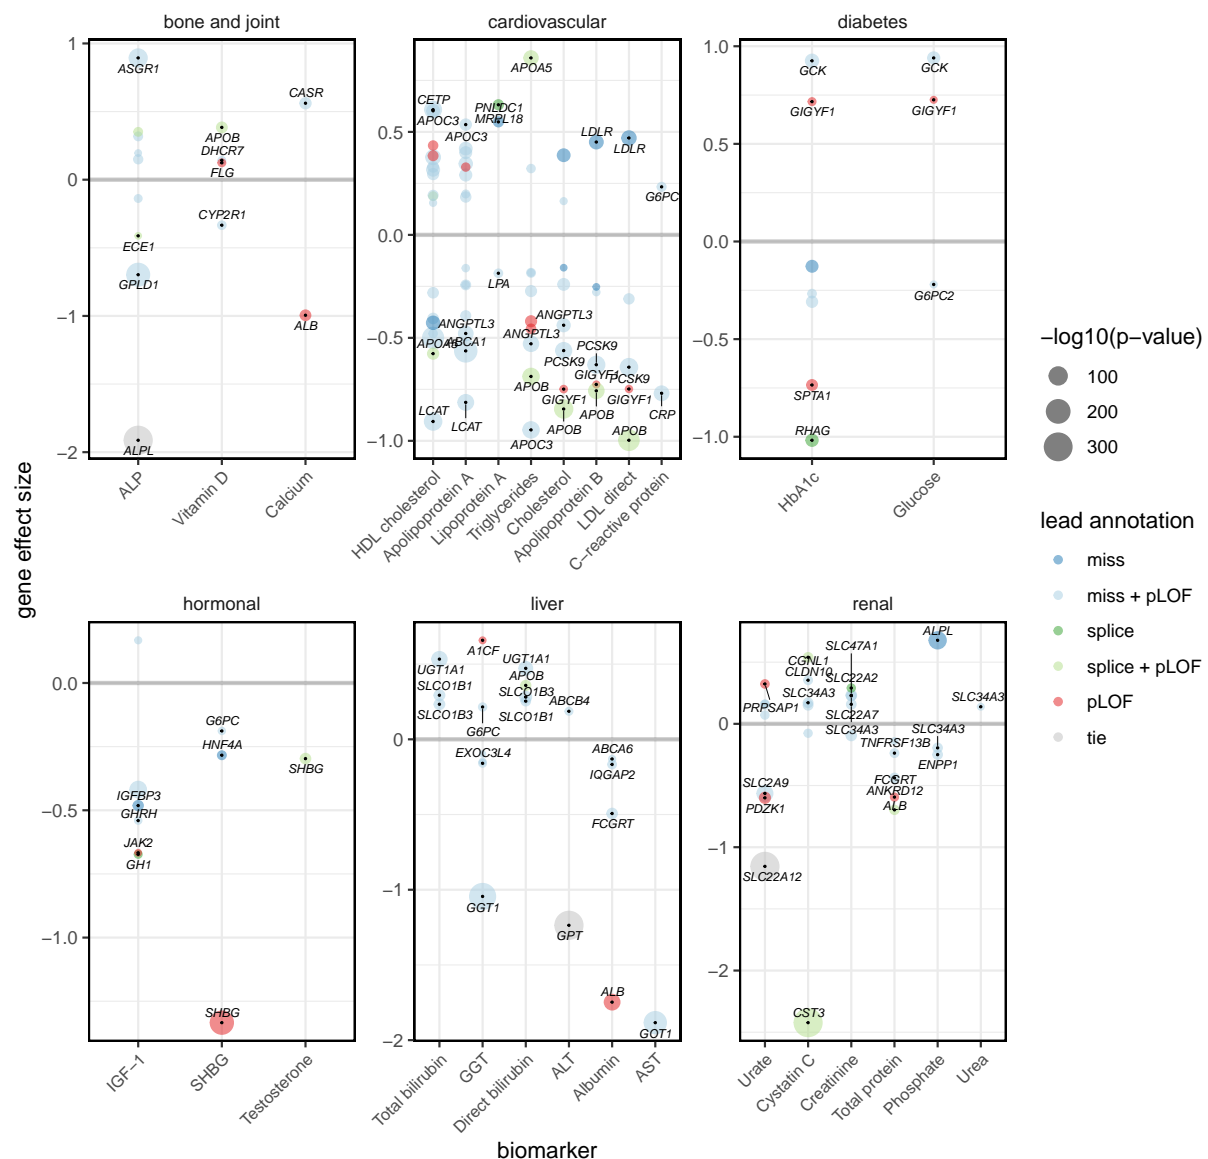 bone and joint
cardiovascular
diabetes
1
0
−1
−2
ASGR1
CASR
APOB
DHCR7
FLG
CYP2R1
ECE1
GPLD1
ALB
ALPL
ALP
Vitamin D
Calcium
0.5
0.0
−0.5
−1.0
APOA5
CETP
APOC3
PNLDC1
MRPL18
APOC3
LDLR
LDLR
G6PC
LPA
ANGPTL3
ANGPTL3
ANGPTL3
APOA5
ABCA1
PCSK9
PCSK9
PCSK9
GIGYF1
GIGYF1
GIGYF1
APOB
APOB
APOB
APOB
LCAT
LCAT
APOC3
CRP
HDL cholesterol
Apolipoprotein A
Lipoprotein A
Triglycerides
Cholesterol
Apolipoprotein B
LDL direct
C−reactive protein
1.0
0.5
0.0
−0.5
−1.0
GCK
GCK
GIGYF1
GIGYF1
G6PC2
SPTA1
RHAG
HbA1c
Glucose
gene effect size
hormonal
liver
renal
0.0
−0.5
−1.0
G6PC
HNF4A
SHBG
IGFBP3
GHRH
JAK2
GH1
SHBG
IGF−1
SHBG
Testosterone
0
−1
−2
A1CF
UGT1A1
UGT1A1
APOB
SLCO1B1
SLCO1B3
SLCO1B3
SLCO1B1
ABCB4
G6PC
EXOC3L4
ABCA6
IQGAP2
FCGRT
GGT1
GPT
ALB
GOT1
Total bilirubin
GGT
Direct bilirubin
ALT
Albumin
AST
0
−1
−2
ALPL
SLC47A1
CGNL1
CLDN10
SLC22A2
SLC34A3
SLC34A3
PRPSAP1
SLC22A7
SLC34A3
SLC34A3
TNFRSF13B
ENPP1
SLC2A9
FCGRT
ANKRD12
PDZK1
ALB
SLC22A12
CST3
Urate
Cystatin C
Creatinine
Total protein
Phosphate
Urea
biomarker
−log10(p−value)
100
200
300
lead annotation
miss
miss + pLOF
splice
splice + pLOF
pLOF
tie